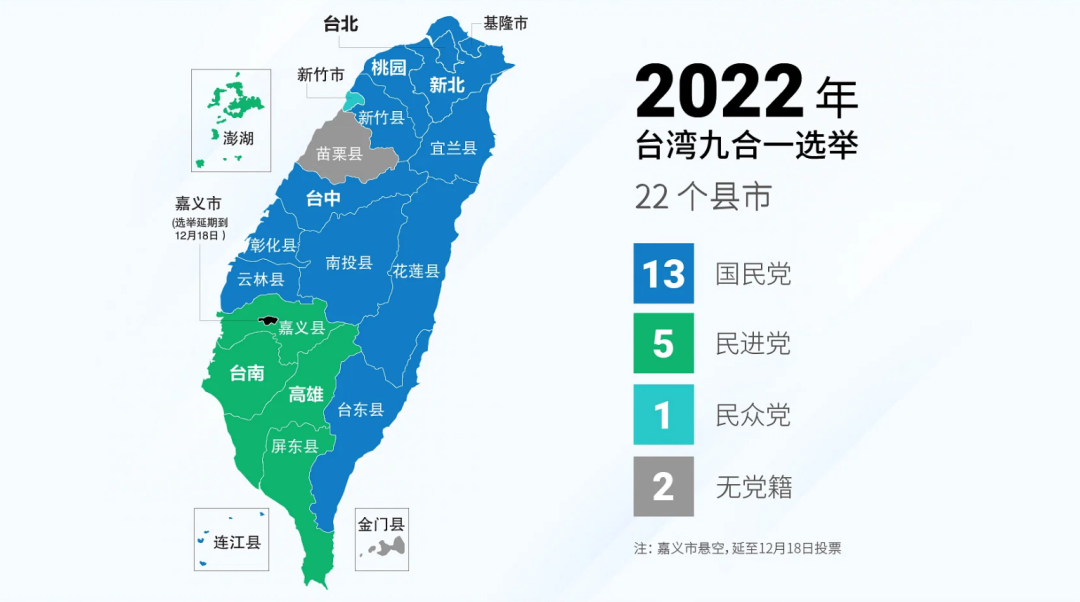 台北
基隆市
桃园
新竹市
新北
新竹县
澎湖
苗栗县
宜兰县
台中
嘉义市
(选举延期到
12月18日)
彰化县
南投县
花莲县
云林县
嘉义县
台南
高雄
台东县
屏东县
连江县
金门县
2022 年
台湾九合一选举
22 个县市
13 国民党
5 民进党
1 民众党
2 无党籍
注：嘉义市悬空，延至12月18日投票